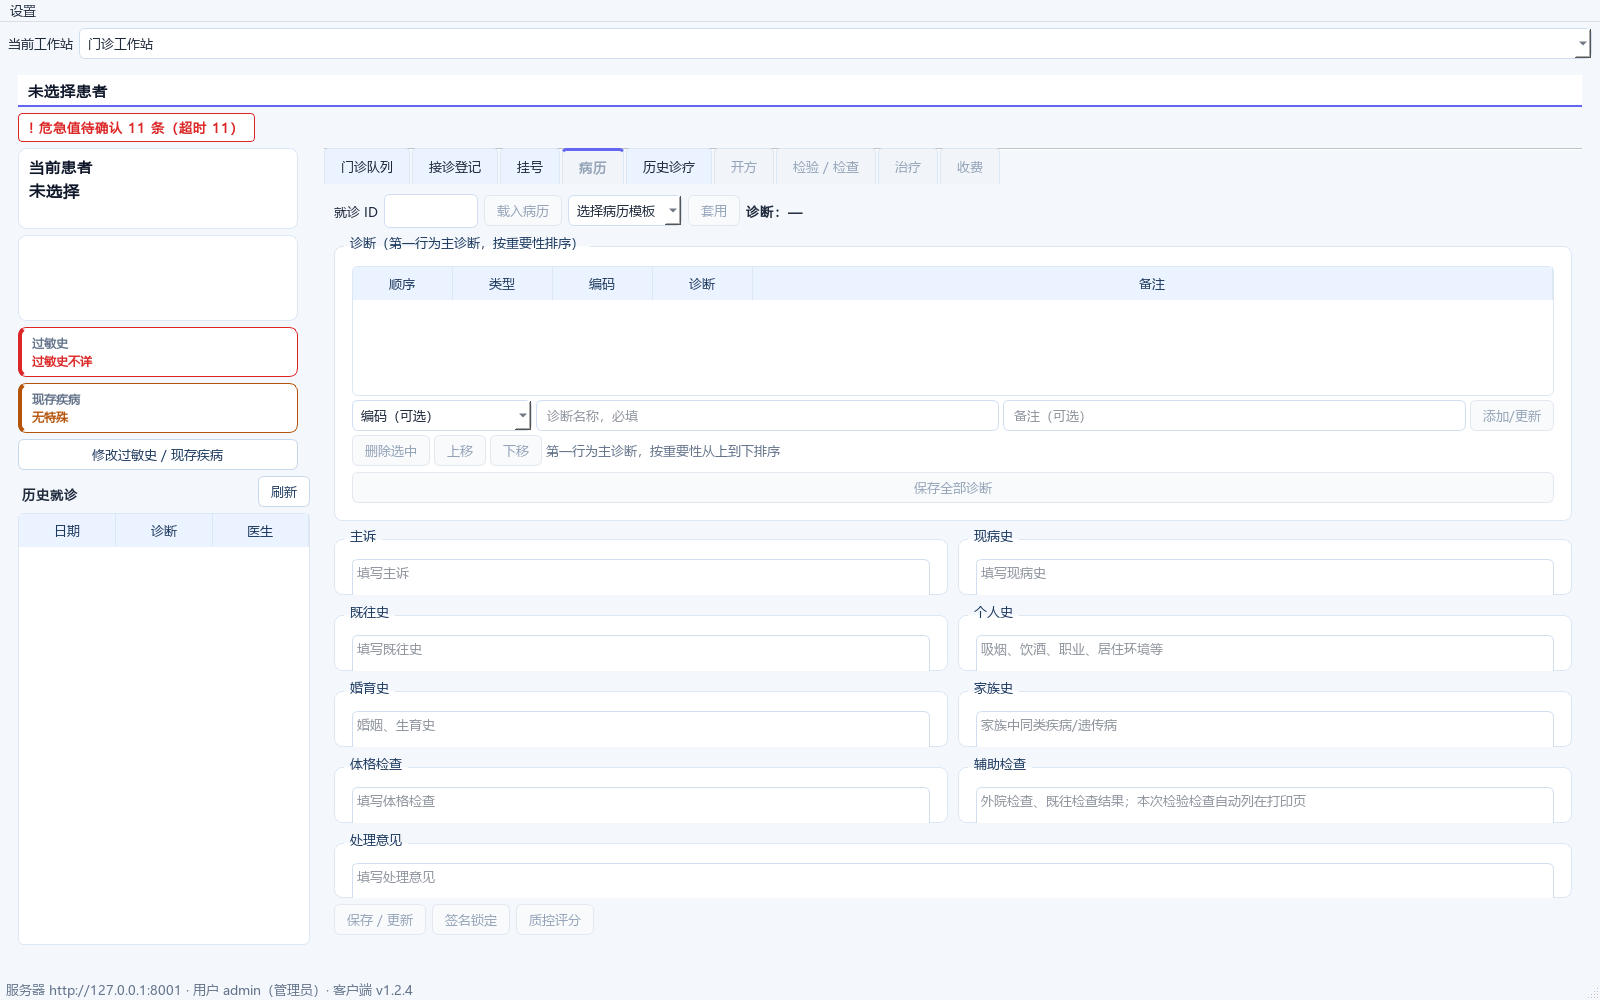 设置
当前工作站 门诊工作站
未选择患者
! 危急值待确认 11 条（超时 11）
当前患者
未选择
过敏史
过敏史不详
现存疾病
无特殊
修改过敏史 / 现存疾病
历史就诊 刷新
日期 诊断 医生
门诊队列 接诊登记 挂号 病历 历史诊疗 开方 检验 / 检查 治疗 收费
就诊 ID 载入病历 选择病历模板 套用 诊断：—
诊断（第一行为主诊断，按重要性排序）
顺序 类型 编码 诊断 备注
编码（可选） 诊断名称，必填 备注（可选） 添加/更新
删除选中 上移 下移 第一行为主诊断，按重要性从上到下排序
保存全部诊断
主诉 现病史
填写主诉 填写现病史
既往史 个人史
填写既往史 吸烟、饮酒、职业、居住环境等
婚育史 家族史
婚姻、生育史 家族中同类疾病/遗传病
体格检查 辅助检查
填写体格检查 外院检查、既往检查结果；本次检验检查自动列在打印页
处理意见
填写处理意见
保存 / 更新 签名锁定 质控评分
服务器 http://127.0.0.1:8001 · 用户 admin（管理员）· 客户端 v1.2.4